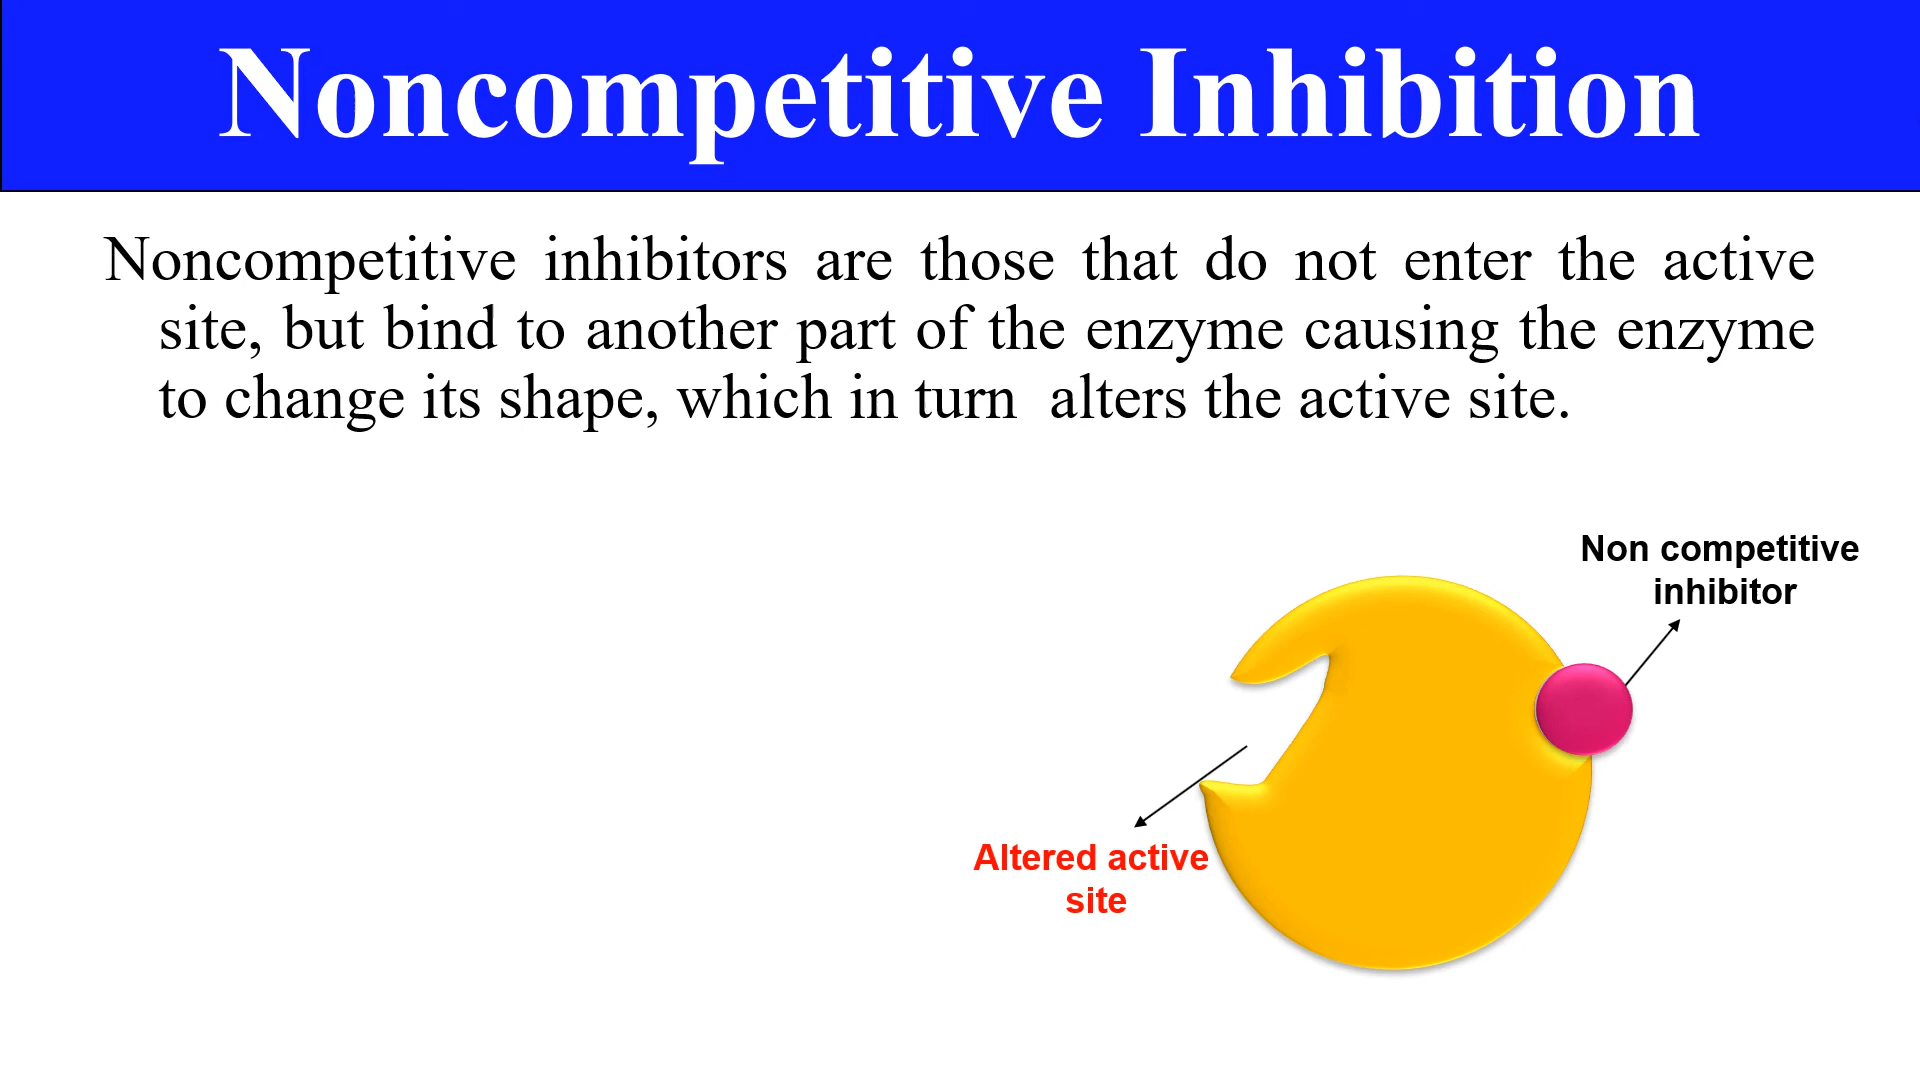 Noncompetitive Inhibition
Noncompetitive inhibitors are those that do not enter the active
site, but bind to another part of the enzyme causing the enzyme
to change its shape, which in turn alters the active site.
Non competitive
inhibitor
Altered active
site